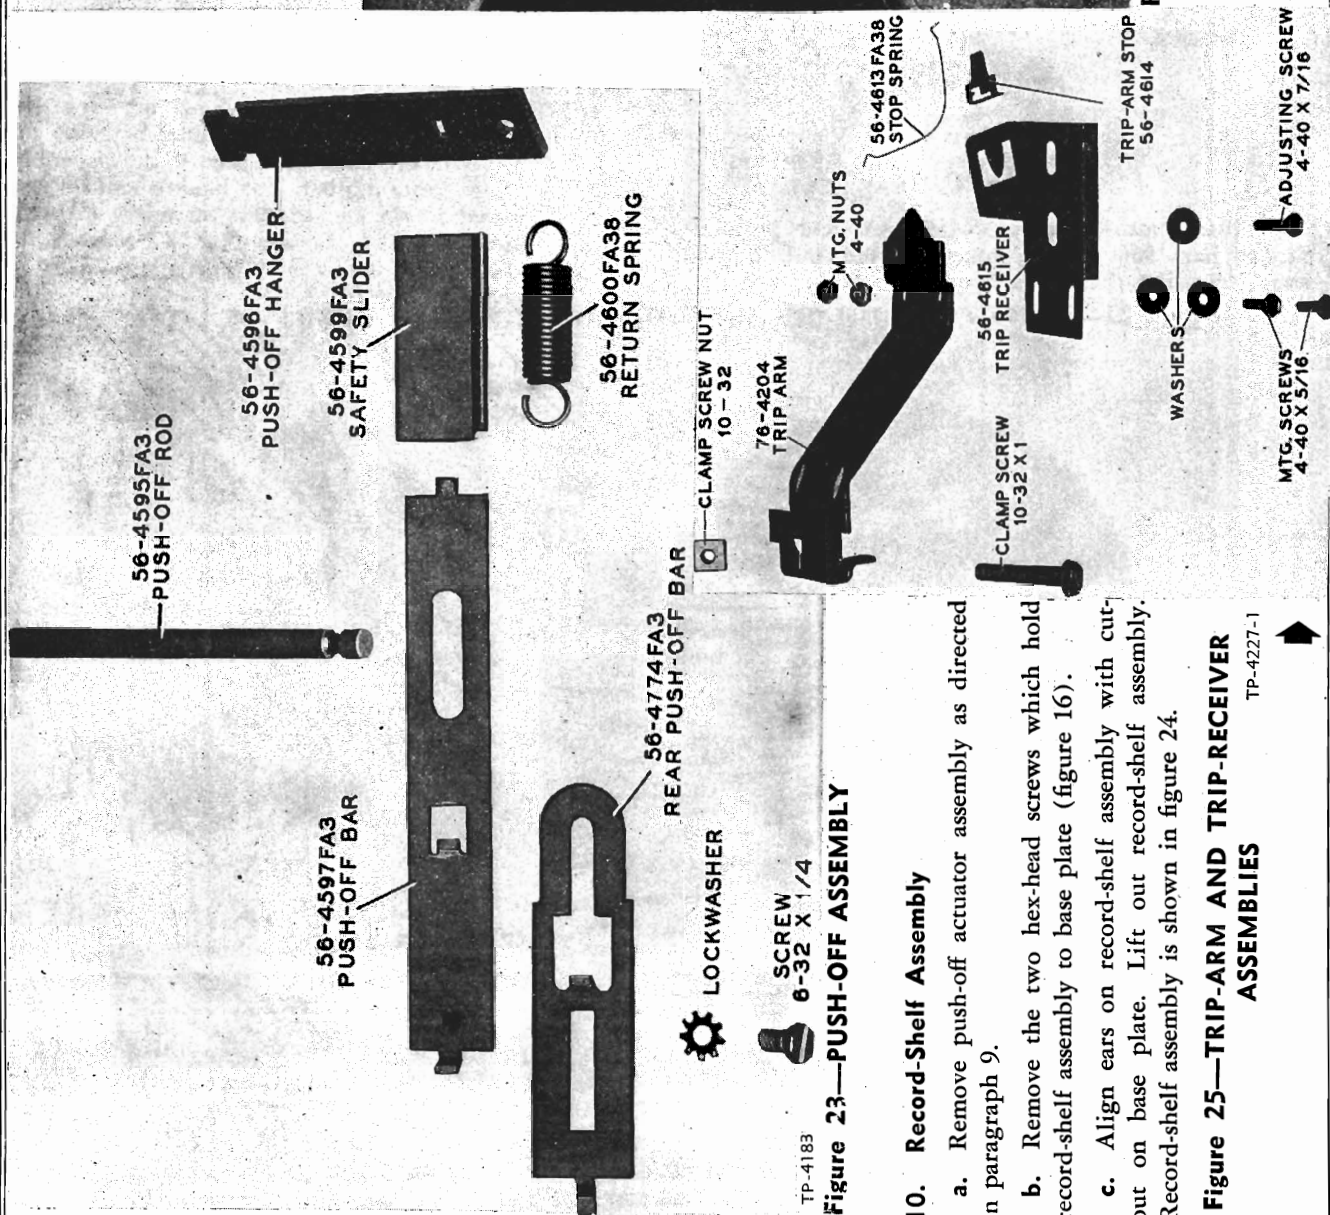 56-4595FA3
PUSH-OFF ROD
56-4596FA3
PUSH-OFF HANGER
56-4599FA3
SAFETY SLIDER
56-4600FA38
RETURN SPRING
56-4597FA3
PUSH-OFF BAR
56-4774FA3
REAR PUSH-OFF BAR
LOCKWASHER
SCREW
6-32 X 1/4
TP-4183
Figure 23—PUSH-OFF ASSEMBLY
10. Record-Shelf Assembly
a. Remove push-off actuator assembly as directed
n paragraph 9.
b. Remove the two hex-head screws which hold
record-shelf assembly to base plate (figure 16).
c. Align ears on record-shelf assembly with cut-
out on base plate. Lift out record-shelf assembly.
Record-shelf assembly is shown in figure 24.
CLAMP SCREW NUT
10-32
76-4204
TRIP ARM
MTG. NUTS
4-40
56-4613FA38
STOP SPRING
TRIP-ARM STOP
56-4614
56-4615
TRIP RECEIVER
CLAMP SCREW
10-32 X 1
WASHERS
MTG. SCREWS
4-40 X 5/16
ADJUSTING SCREW
4-40 X 7/16
TP-4227-1
Figure 25—TRIP-ARM AND TRIP-RECEIVER
ASSEMBLIES